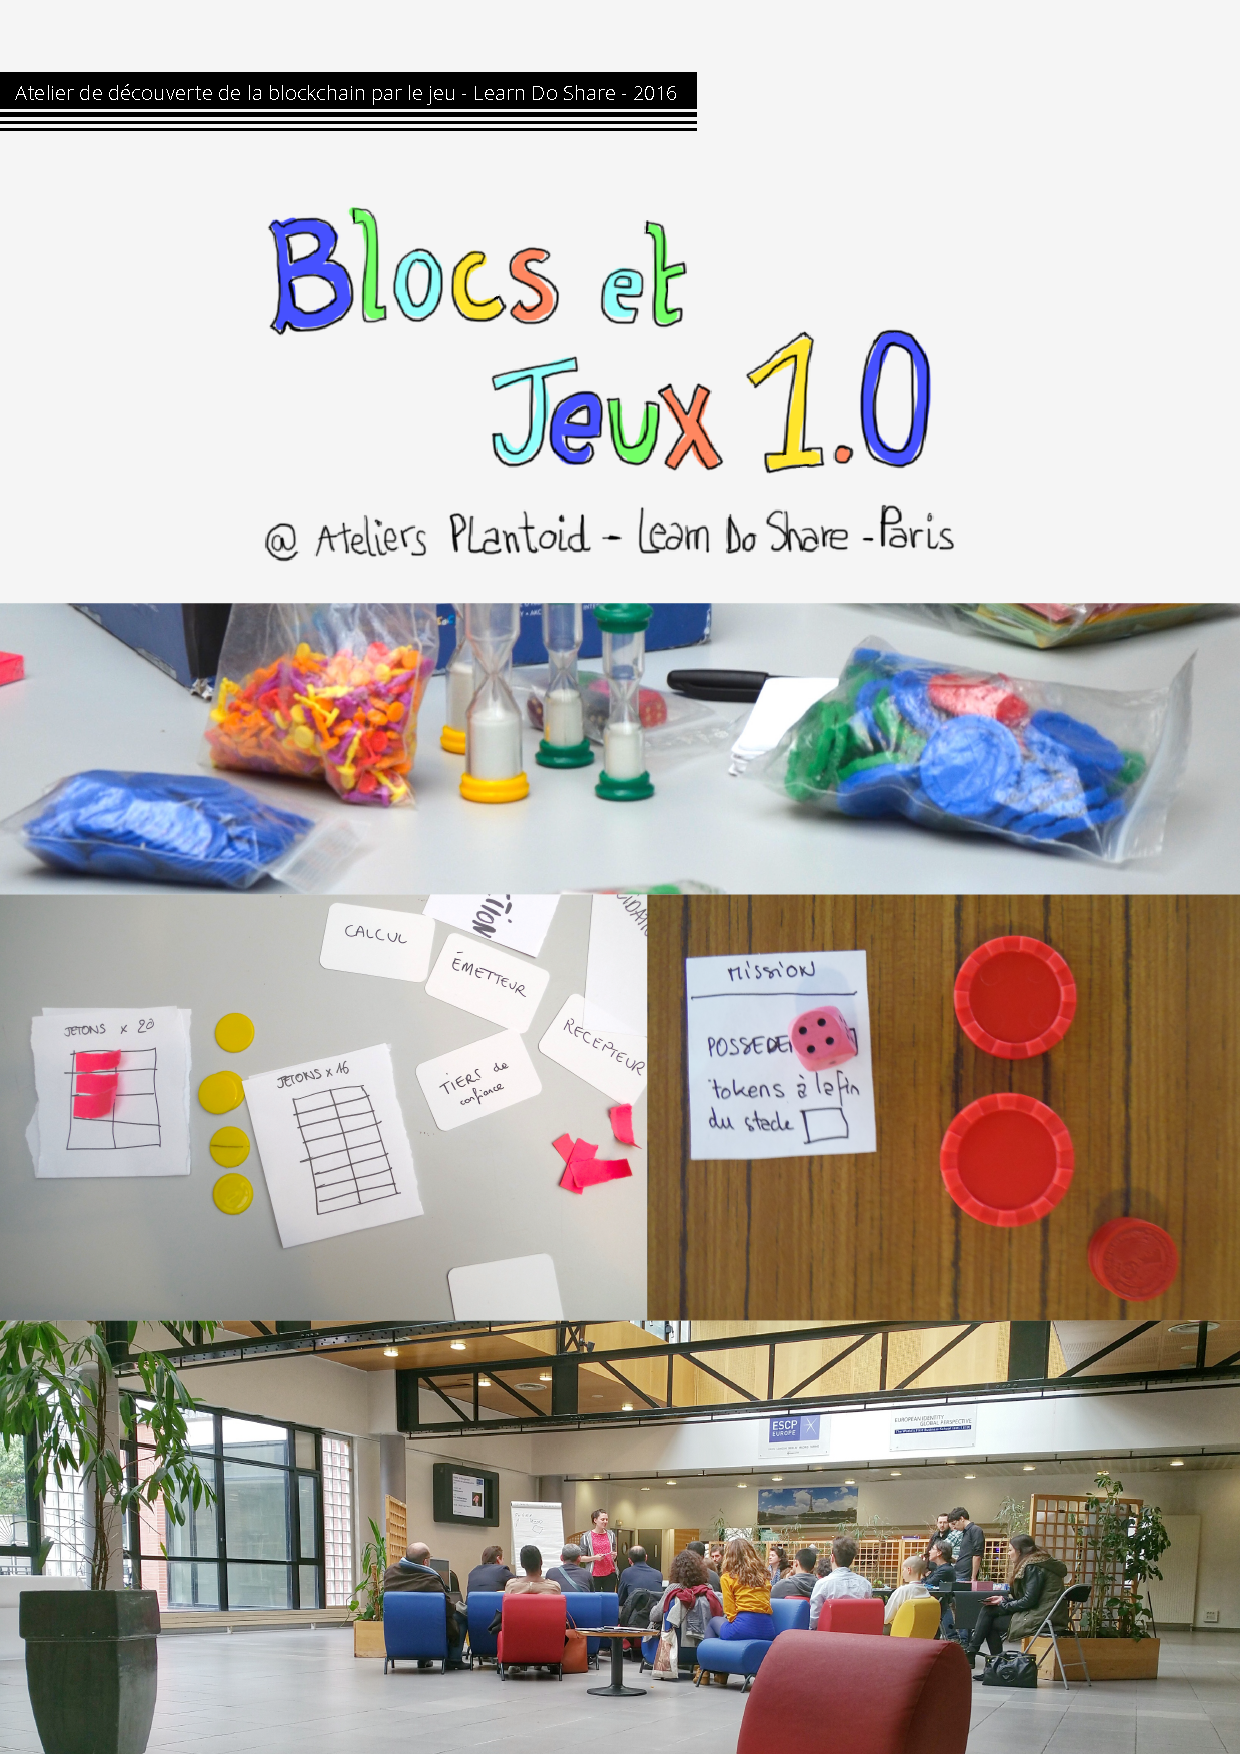 Atelier de découverte de la blockchain par le jeu - Learn Do Share - 2016
Blocs et
Jeux 1.0
@ Ateliers Plantoid - Learn Do Share - Paris
CALCUL
ÉMETTEUR
RECEPTEUR
TIERS de
confiance
JETONS x 20
JETONS x 16
MISSION
POSSEDE
tokens à la fin
du stade
ESCP
EUROPE
EUROPEAN IDENTITY
GLOBAL PERSPECTIVE